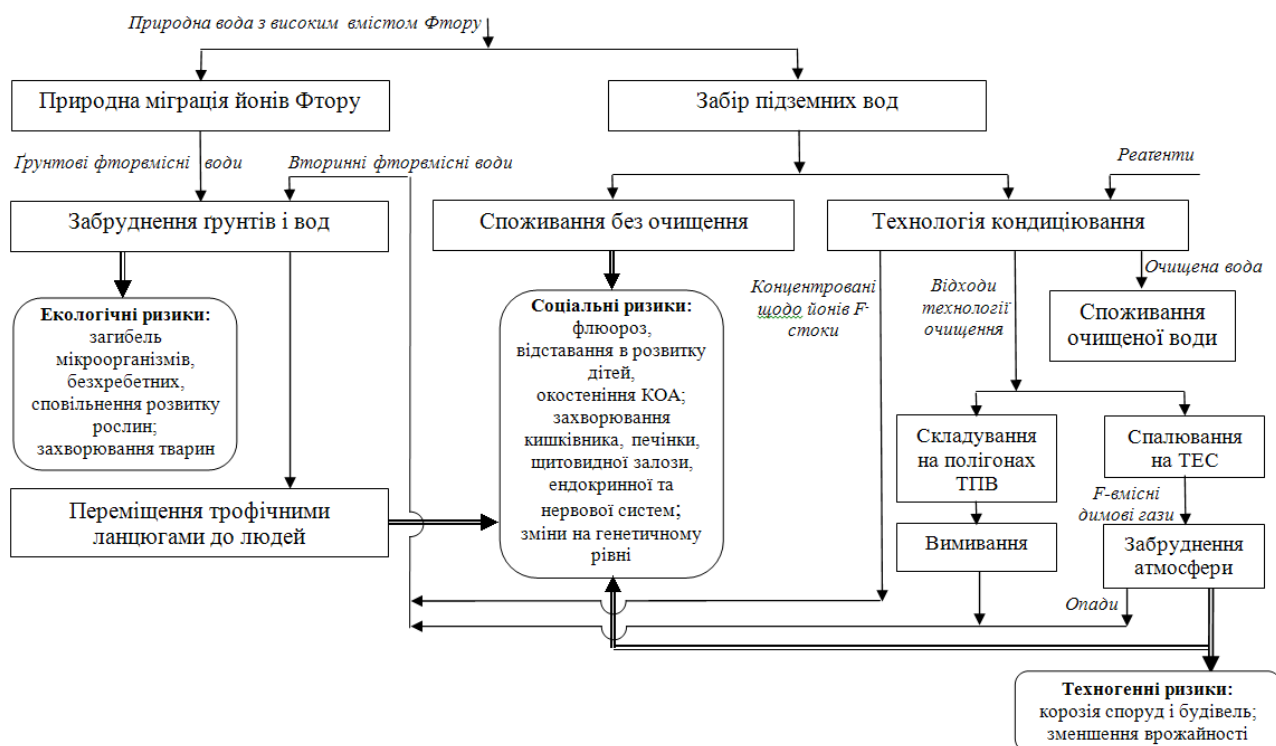 Природна вода з високим вмістом Фтору
Природна міграція йонів Фтору
Забір підземних вод
Ґрунтові фторвмісні води
Вторинні фторвмісні води
Реагенти
Забруднення ґрунтів і вод
Споживання без очищення
Технологія кондиціювання
Концентровані
щодо йонів F-
стоки
Відходи
технології
очищення
Очищена вода
Екологічні ризики:
загибель
мікроорганізмів,
безхребетних,
сповільнення розвитку
рослин;
захворювання тварин
Соціальні ризики:
флюороз,
відставання в розвитку
дітей,
окостеніння КОА;
захворювання
кишківника, печінки,
щитовидної залози,
ендокринної та
нервової систем;
зміни на генетичному
рівні
Споживання
очищеної води
Складування
на полігонах
ТПВ
Спалювання
на ТЕС
Переміщення трофічними
ланцюгами до людей
F-вмісні
димові гази
Вимивання
Забруднення
атмосфери
Опади
Техногенні ризики:
корозія споруд і будівель;
зменшення врожайності